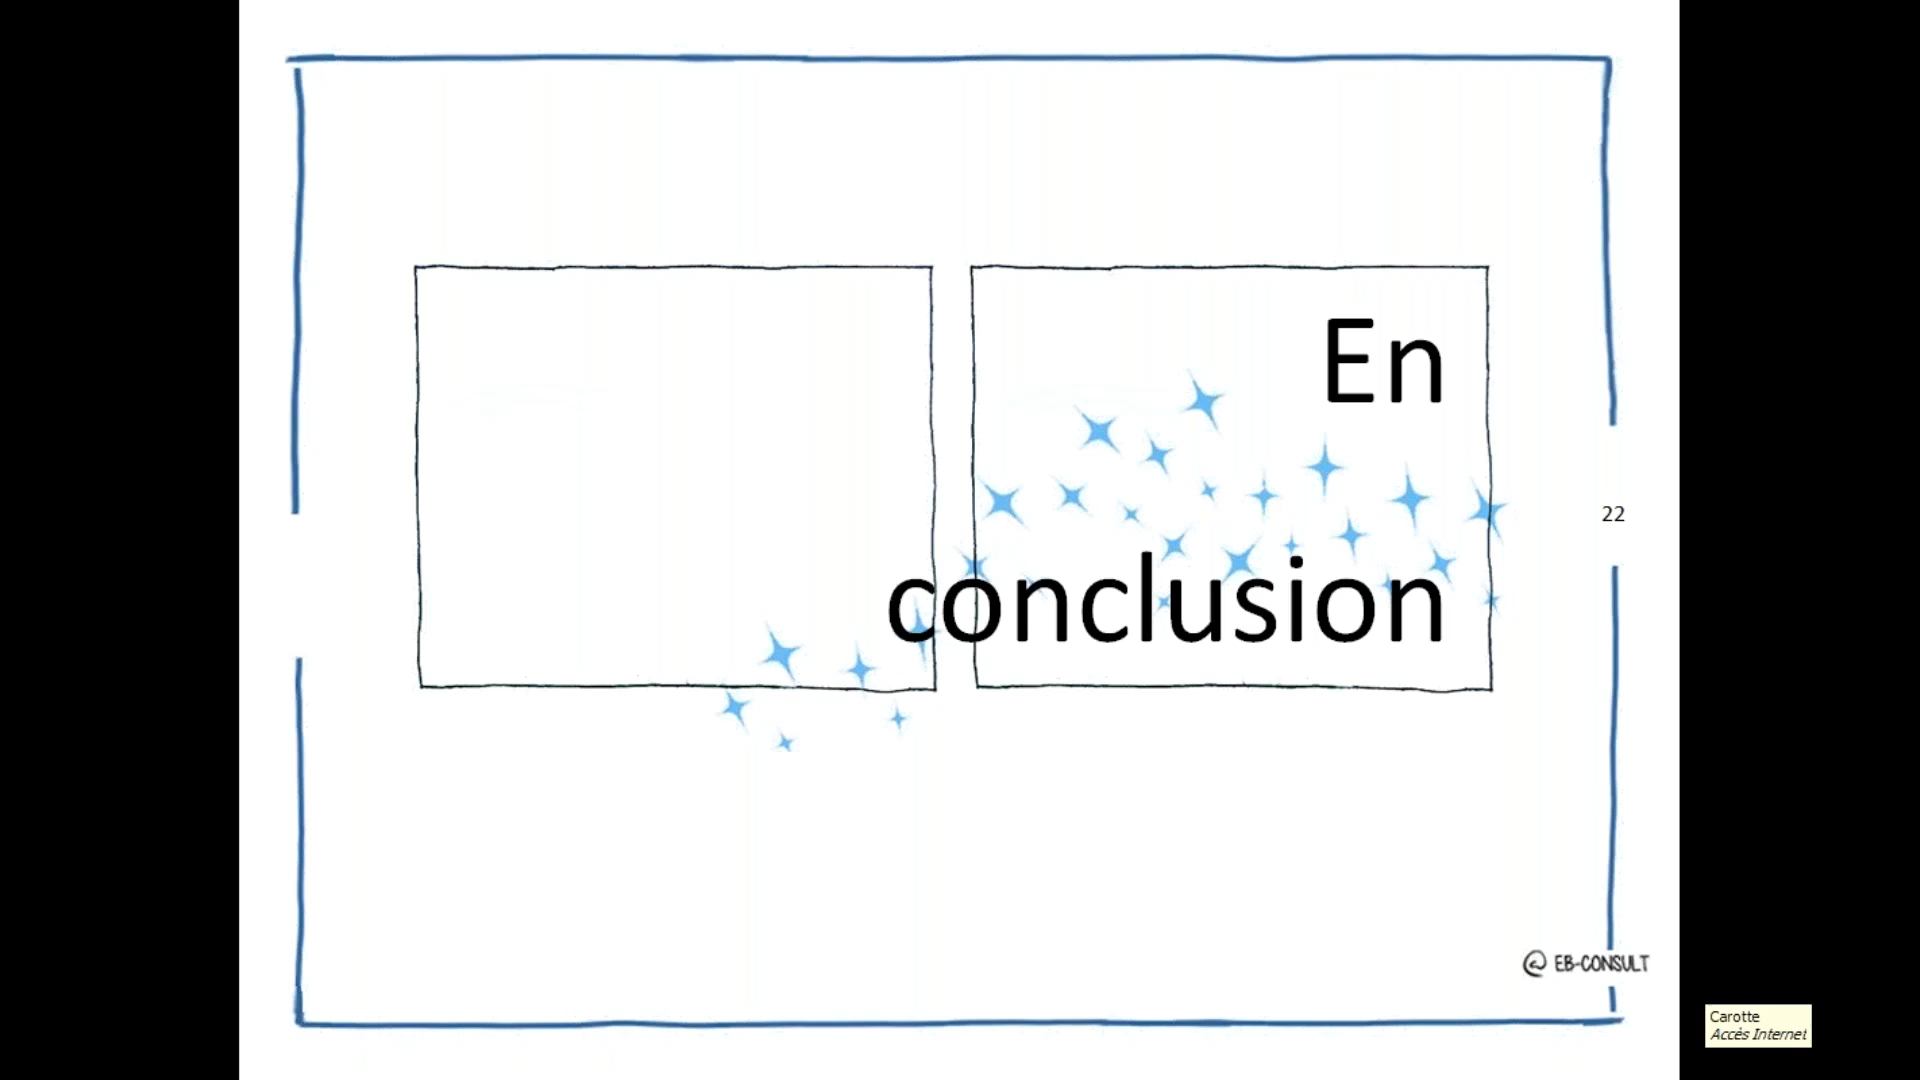 En
conclusion
22
@ EB-CONSULT
Carotte
Accès Internet